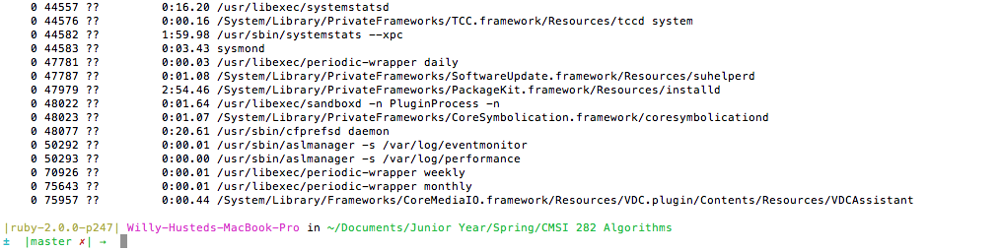 0 44557 ?? 0:16.20 /usr/libexec/systemstatsd
0 44576 ?? 0:00.16 /System/Library/PrivateFrameworks/TCC.framework/Resources/tccd system
0 44582 ?? 1:59.98 /usr/sbin/systemstats --xpc
0 44583 ?? 0:03.43 sysmond
0 47781 ?? 0:00.03 /usr/libexec/periodic-wrapper daily
0 47787 ?? 0:01.08 /System/Library/PrivateFrameworks/SoftwareUpdate.framework/Resources/suhelperd
0 47979 ?? 2:54.46 /System/Library/PrivateFrameworks/PackageKit.framework/Resources/installd
0 48022 ?? 0:01.64 /usr/libexec/sandboxd -n PluginProcess -n
0 48023 ?? 0:01.07 /System/Library/PrivateFrameworks/CoreSymbolication.framework/coresymbolicationd
0 48077 ?? 0:20.61 /usr/sbin/cfprefsd daemon
0 50292 ?? 0:00.01 /usr/sbin/aslmanager -s /var/log/eventmonitor
0 50293 ?? 0:00.00 /usr/sbin/aslmanager -s /var/log/performance
0 70926 ?? 0:00.01 /usr/libexec/periodic-wrapper weekly
0 75643 ?? 0:00.01 /usr/libexec/periodic-wrapper monthly
0 75957 ?? 0:00.44 /System/Library/Frameworks/CoreMediaIO.framework/Resources/VDC.plugin/Contents/Resources/VDCAssistant
|ruby-2.0.0-p247| Willy-Husteds-MacBook-Pro in ~/Documents/Junior Year/Spring/CMSI 282 Algorithms
± |master ✗| →